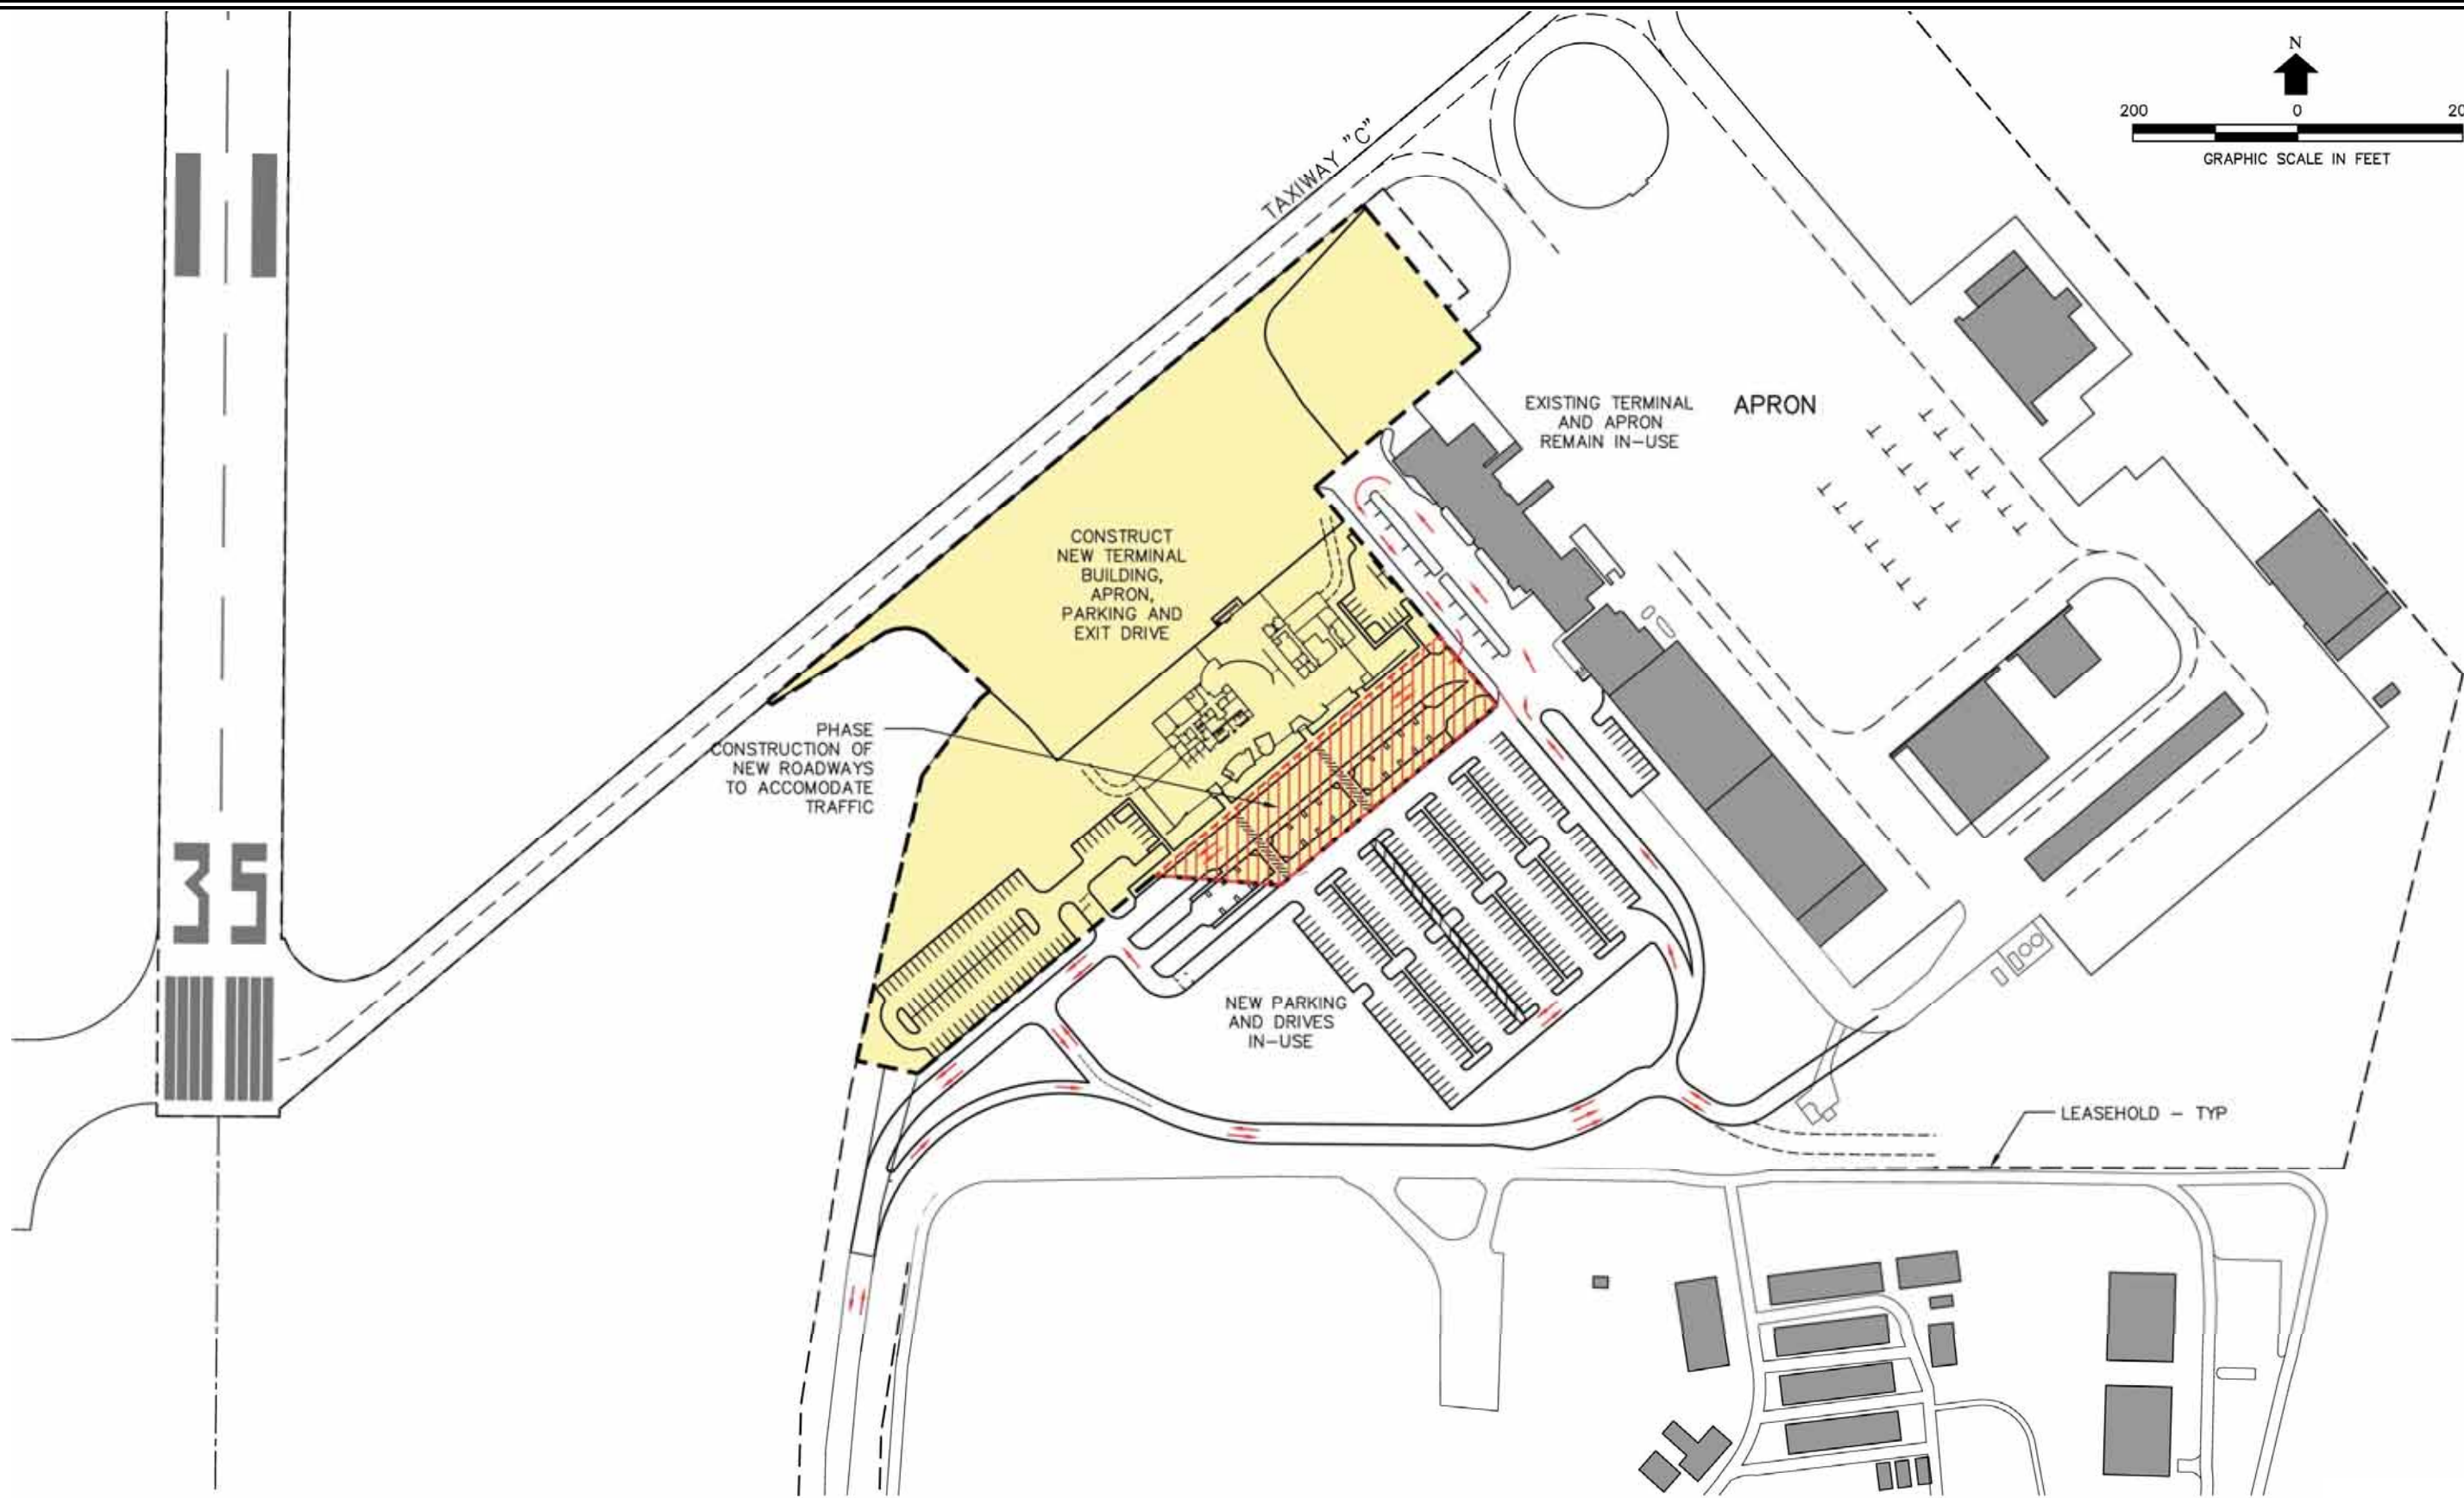 N
200 0 20
GRAPHIC SCALE IN FEET
TAXIWAY "C"
EXISTING TERMINAL
AND APRON
REMAIN IN-USE
APRON
CONSTRUCT
NEW TERMINAL
BUILDING,
APRON,
PARKING AND
EXIT DRIVE
PHASE
CONSTRUCTION OF
NEW ROADWAYS
TO ACCOMODATE
TRAFFIC
35
NEW PARKING
AND DRIVES
IN-USE
LEASEHOLD - TYP